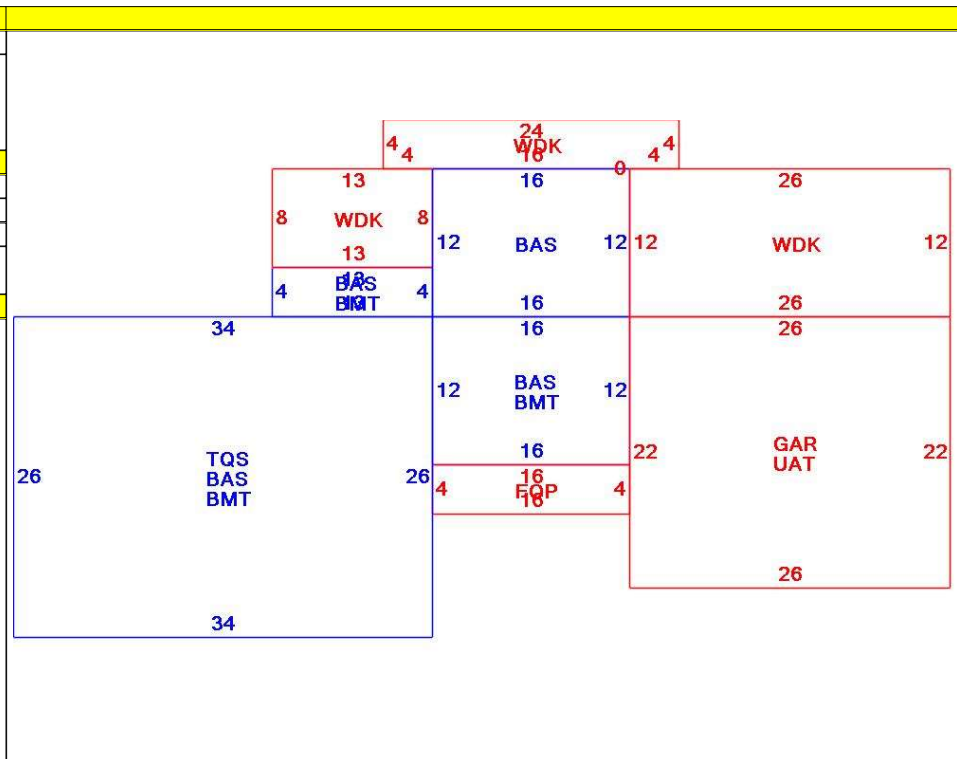 24
4 WDK 4
4 16 4
0
13 16 26
8 WDK 8
12 BAS 12
12 WDK 12
13
13
4 BAS 4
BMT
13
16 26
34 16 26
12 BAS 12
BMT
16
22 GAR 22
UAT
26 TQS 26
BAS
BMT
16
4 FOP 4
16
26
34